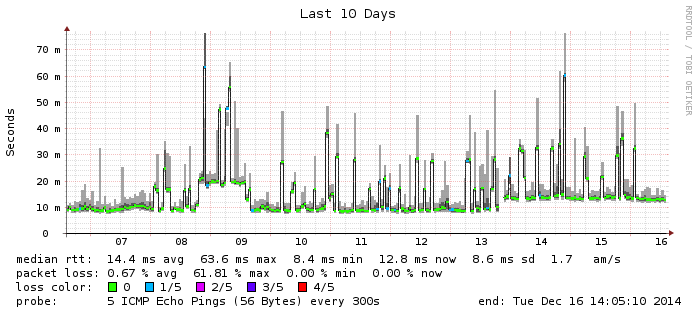 Last 10 Days
RRDTOOL / TOBI OETIKER
Seconds
70 m
60 m
50 m
40 m
30 m
20 m
10 m
0
07 08 09 10 11 12 13 14 15 16
median rtt: 14.4 ms avg 63.6 ms max 8.4 ms min 12.8 ms now 8.6 ms sd 1.7 am/s
packet loss: 0.67 % avg 61.81 % max 0.00 % min 0.00 % now
loss color: 0 1/5 2/5 3/5 4/5
probe: 5 ICMP Echo Pings (56 Bytes) every 300s end: Tue Dec 16 14:05:10 2014